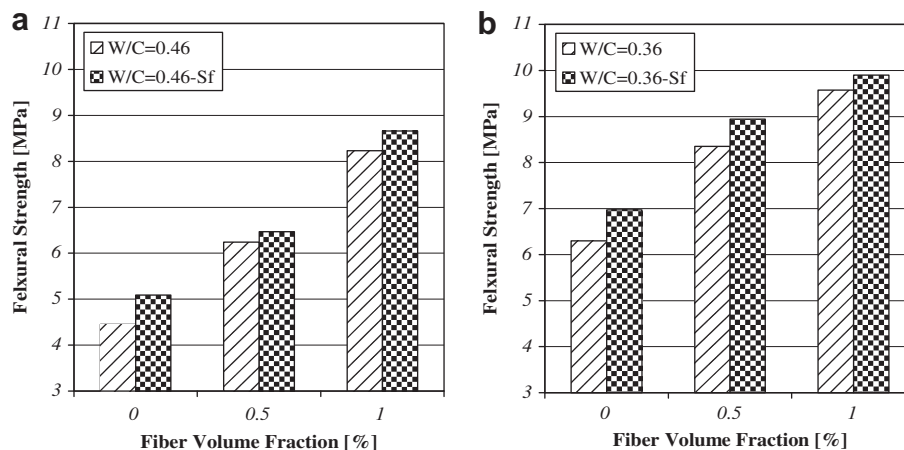 a
Felxural Strength [MPa]
11
10
9
8
7
6
5
4
3
W/C=0.46
W/C=0.46-Sf
0 0.5 1
Fiber Volume Fraction [%]
b
Felxural Strength [MPa]
11
10
9
8
7
6
5
4
3
W/C=0.36
W/C=0.36-Sf
0 0.5 1
Fiber Volume Fraction [%]